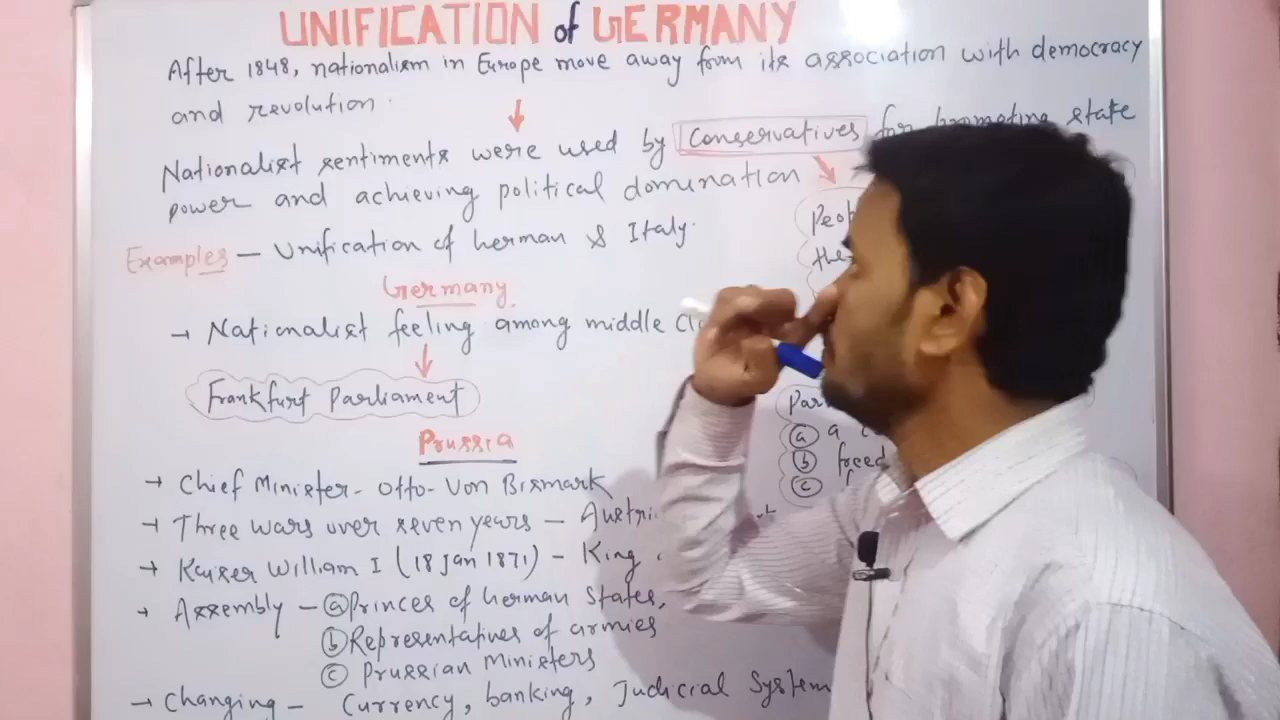 UNIFICATION of GERMANY
After 1848, nationalism in Europe move away from its association with democracy
and revolution.
Nationalist sentiments were used by Conservatives for promoting state
power and achieving political domination
Examples — Unification of German & Italy.
Germany
→ Nationalist feeling among middle
Frankfurt Parliament
Prussia
→ Chief Minister - Otto-Von Bismark
→ Three wars over seven years —
→ Kaiser William I (18 Jan 1871) — King
→ Assembly — ⓐ Princes of German States,
ⓑ Representatives of armies
ⓒ Prussian Ministers
→ Changing — Currency, banking, Judicial System
the
ⓐ a
ⓑ freed
ⓒ